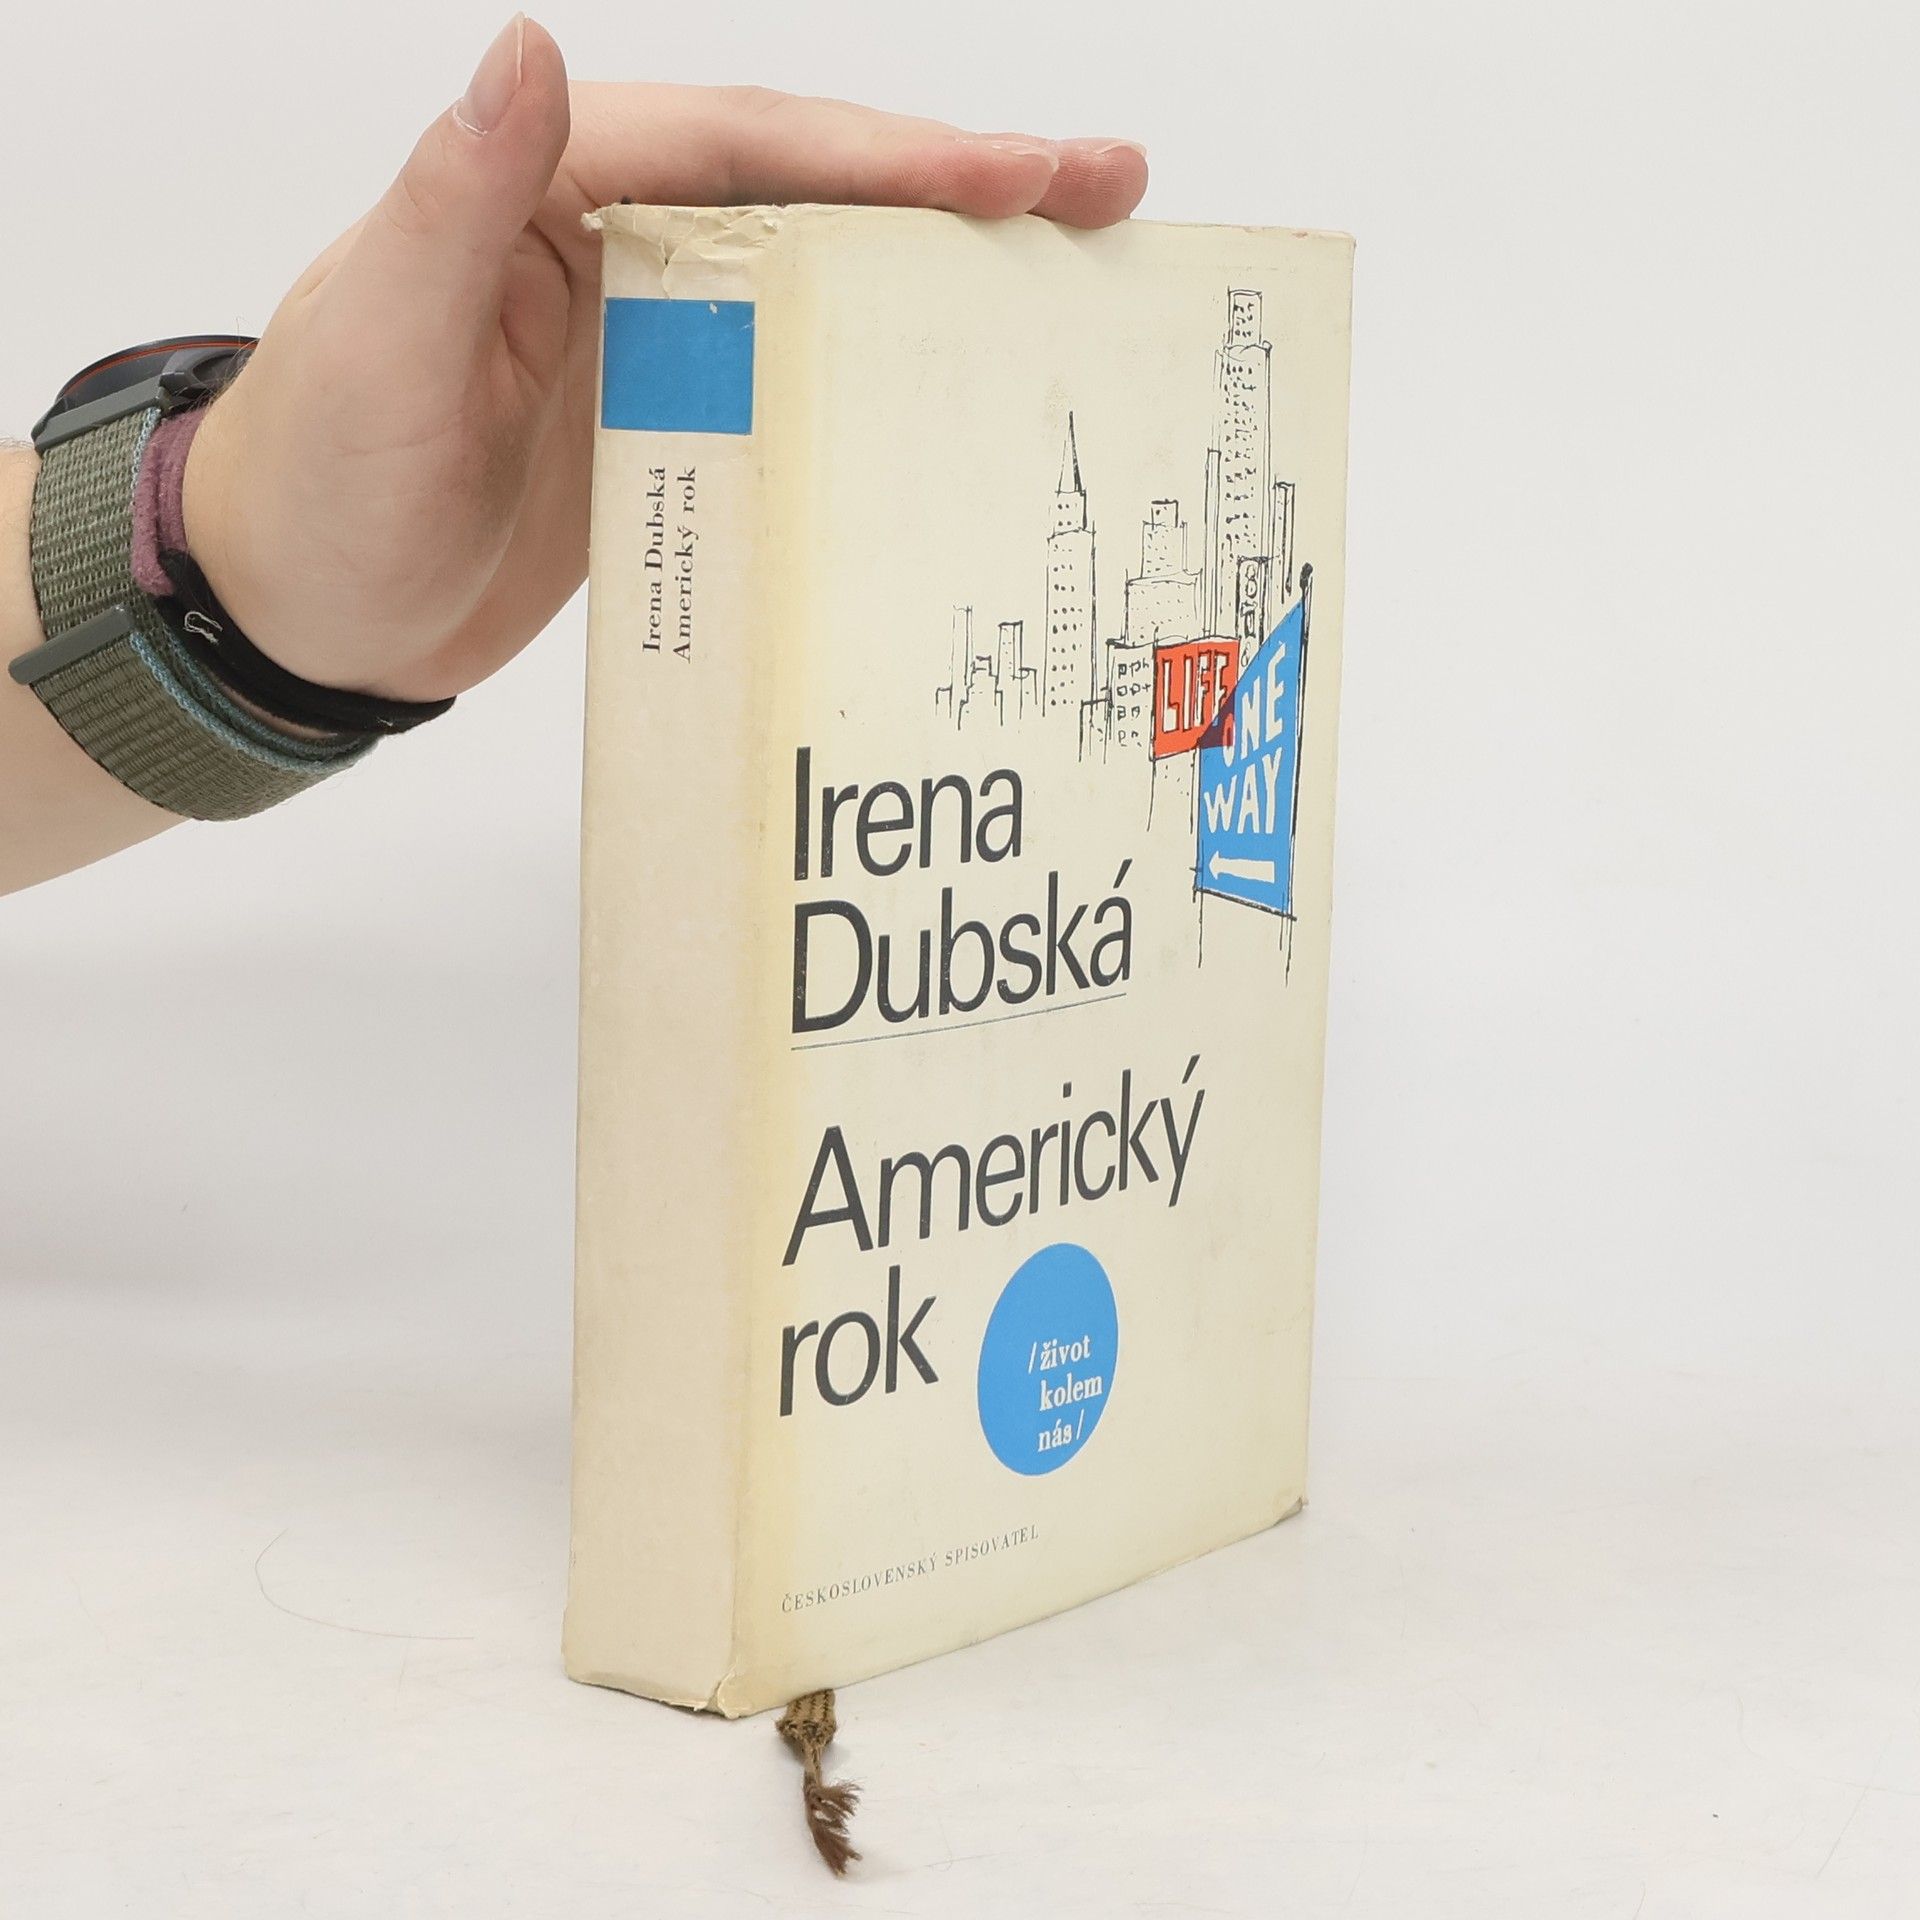 Irena Dubská
Americký rok
LIFE
ONE
WAY
Irena
Dubská
Americký
rok
/život
kolem
nás/
ČESKOSLOVENSKÝ SPISOVATEL